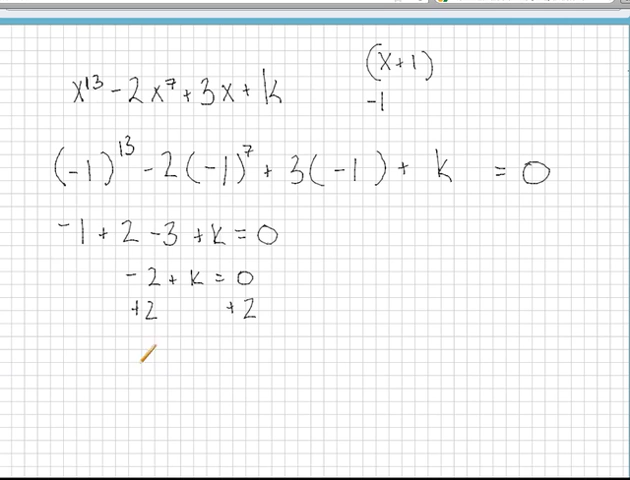 x¹³ - 2x⁷ + 3x + k (x+1)
-1
(-1)¹³ - 2(-1)⁷ + 3(-1) + k = 0
-1 + 2 - 3 + k = 0
-2 + k = 0
+2 +2